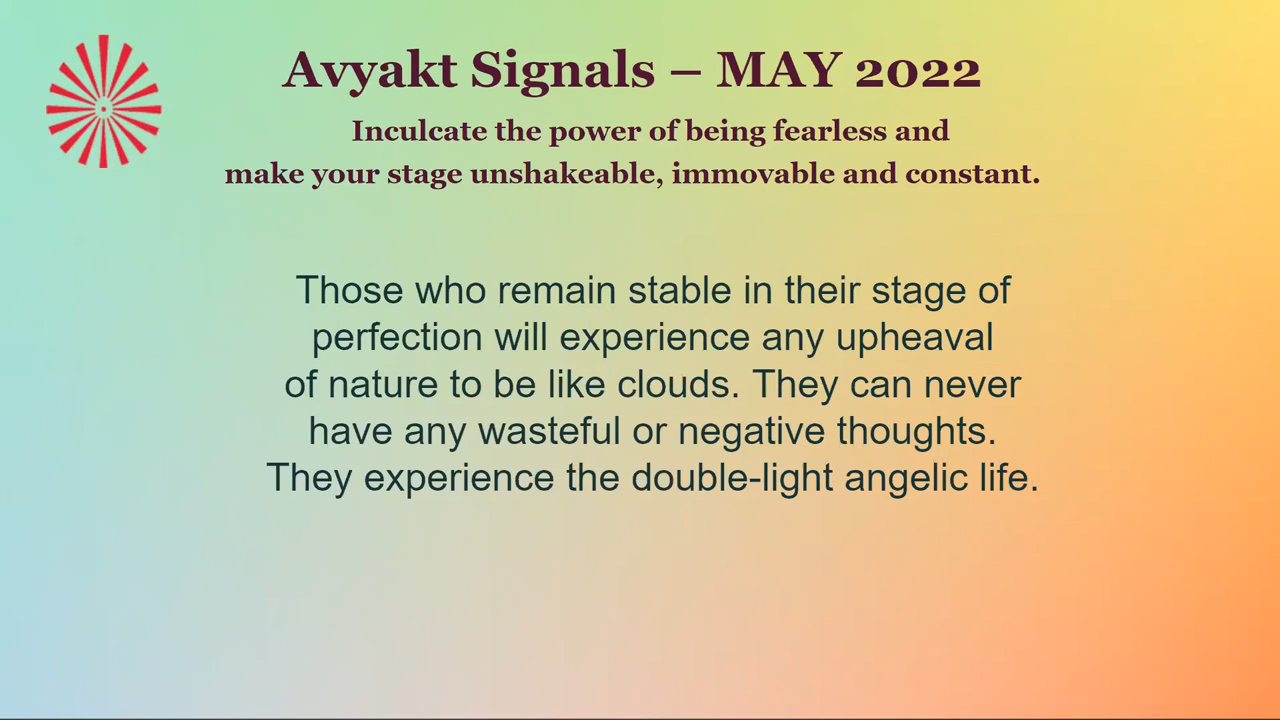 Avyakt Signals – MAY 2022
Inculcate the power of being fearless and
make your stage unshakeable, immovable and constant.
Those who remain stable in their stage of
perfection will experience any upheaval
of nature to be like clouds. They can never
have any wasteful or negative thoughts.
They experience the double-light angelic life.